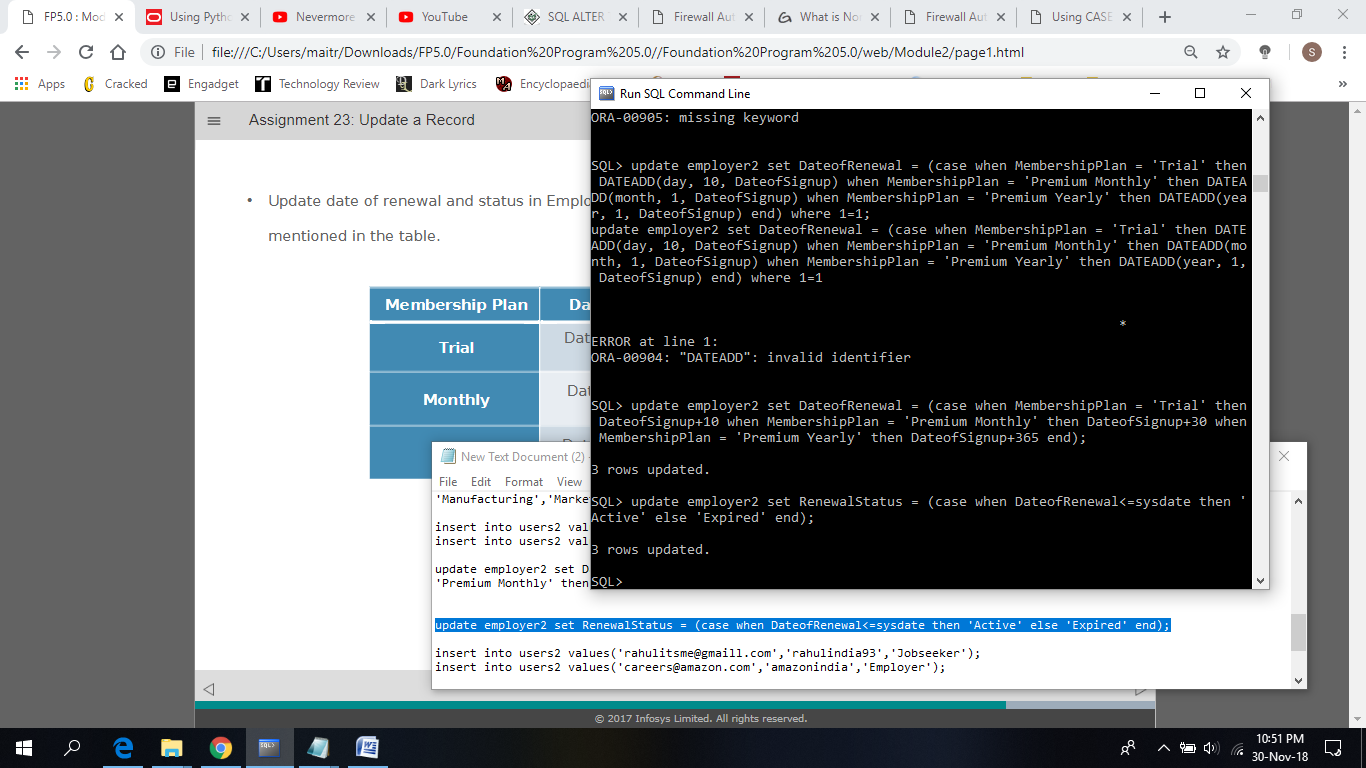 FP5.0 : Mod
Using Pytho
Nevermore
YouTube
SQL ALTER
Firewall Aut
What is No
Firewall Aut
Using CASE
File
file:///C:/Users/maitr/Downloads/FP5.0/Foundation%20Program%205.0//Foundation%20Program%205.0/web/Module2/page1.html
S
Apps
Cracked
Engadget
Technology Review
Dark Lyrics
Encyclopaedi
»
Assignment 23: Update a Record
• Update date of renewal and status in Emplo
mentioned in the table.
Membership Plan
Da
Trial
Dat
Monthly
Dat
Run SQL Command Line
ORA-00905: missing keyword
SQL> update employer2 set DateofRenewal = (case when MembershipPlan = 'Trial' then
DATEADD(day, 10, DateofSignup) when MembershipPlan = 'Premium Monthly' then DATEA
DD(month, 1, DateofSignup) when MembershipPlan = 'Premium Yearly' then DATEADD(yea
r, 1, DateofSignup) end) where 1=1;
update employer2 set DateofRenewal = (case when MembershipPlan = 'Trial' then DATE
ADD(day, 10, DateofSignup) when MembershipPlan = 'Premium Monthly' then DATEADD(mo
nth, 1, DateofSignup) when MembershipPlan = 'Premium Yearly' then DATEADD(year, 1,
DateofSignup) end) where 1=1
*
ERROR at line 1:
ORA-00904: "DATEADD": invalid identifier
SQL> update employer2 set DateofRenewal = (case when MembershipPlan = 'Trial' then
DateofSignup+10 when MembershipPlan = 'Premium Monthly' then DateofSignup+30 when
MembershipPlan = 'Premium Yearly' then DateofSignup+365 end);
3 rows updated.
SQL> update employer2 set RenewalStatus = (case when DateofRenewal<=sysdate then '
Active' else 'Expired' end);
3 rows updated.
SQL>
New Text Document (2) -
File Edit Format View
'Manufacturing','Marke
insert into users2 val
insert into users2 val
update employer2 set D
'Premium Monthly' then
update employer2 set RenewalStatus = (case when DateofRenewal<=sysdate then 'Active' else 'Expired' end);
insert into users2 values('rahulitsme@gmaill.com','rahulindia93','Jobseeker');
insert into users2 values('careers@amazon.com','amazonindia','Employer');
© 2017 Infosys Limited. All rights reserved.
10:51 PM
30-Nov-18